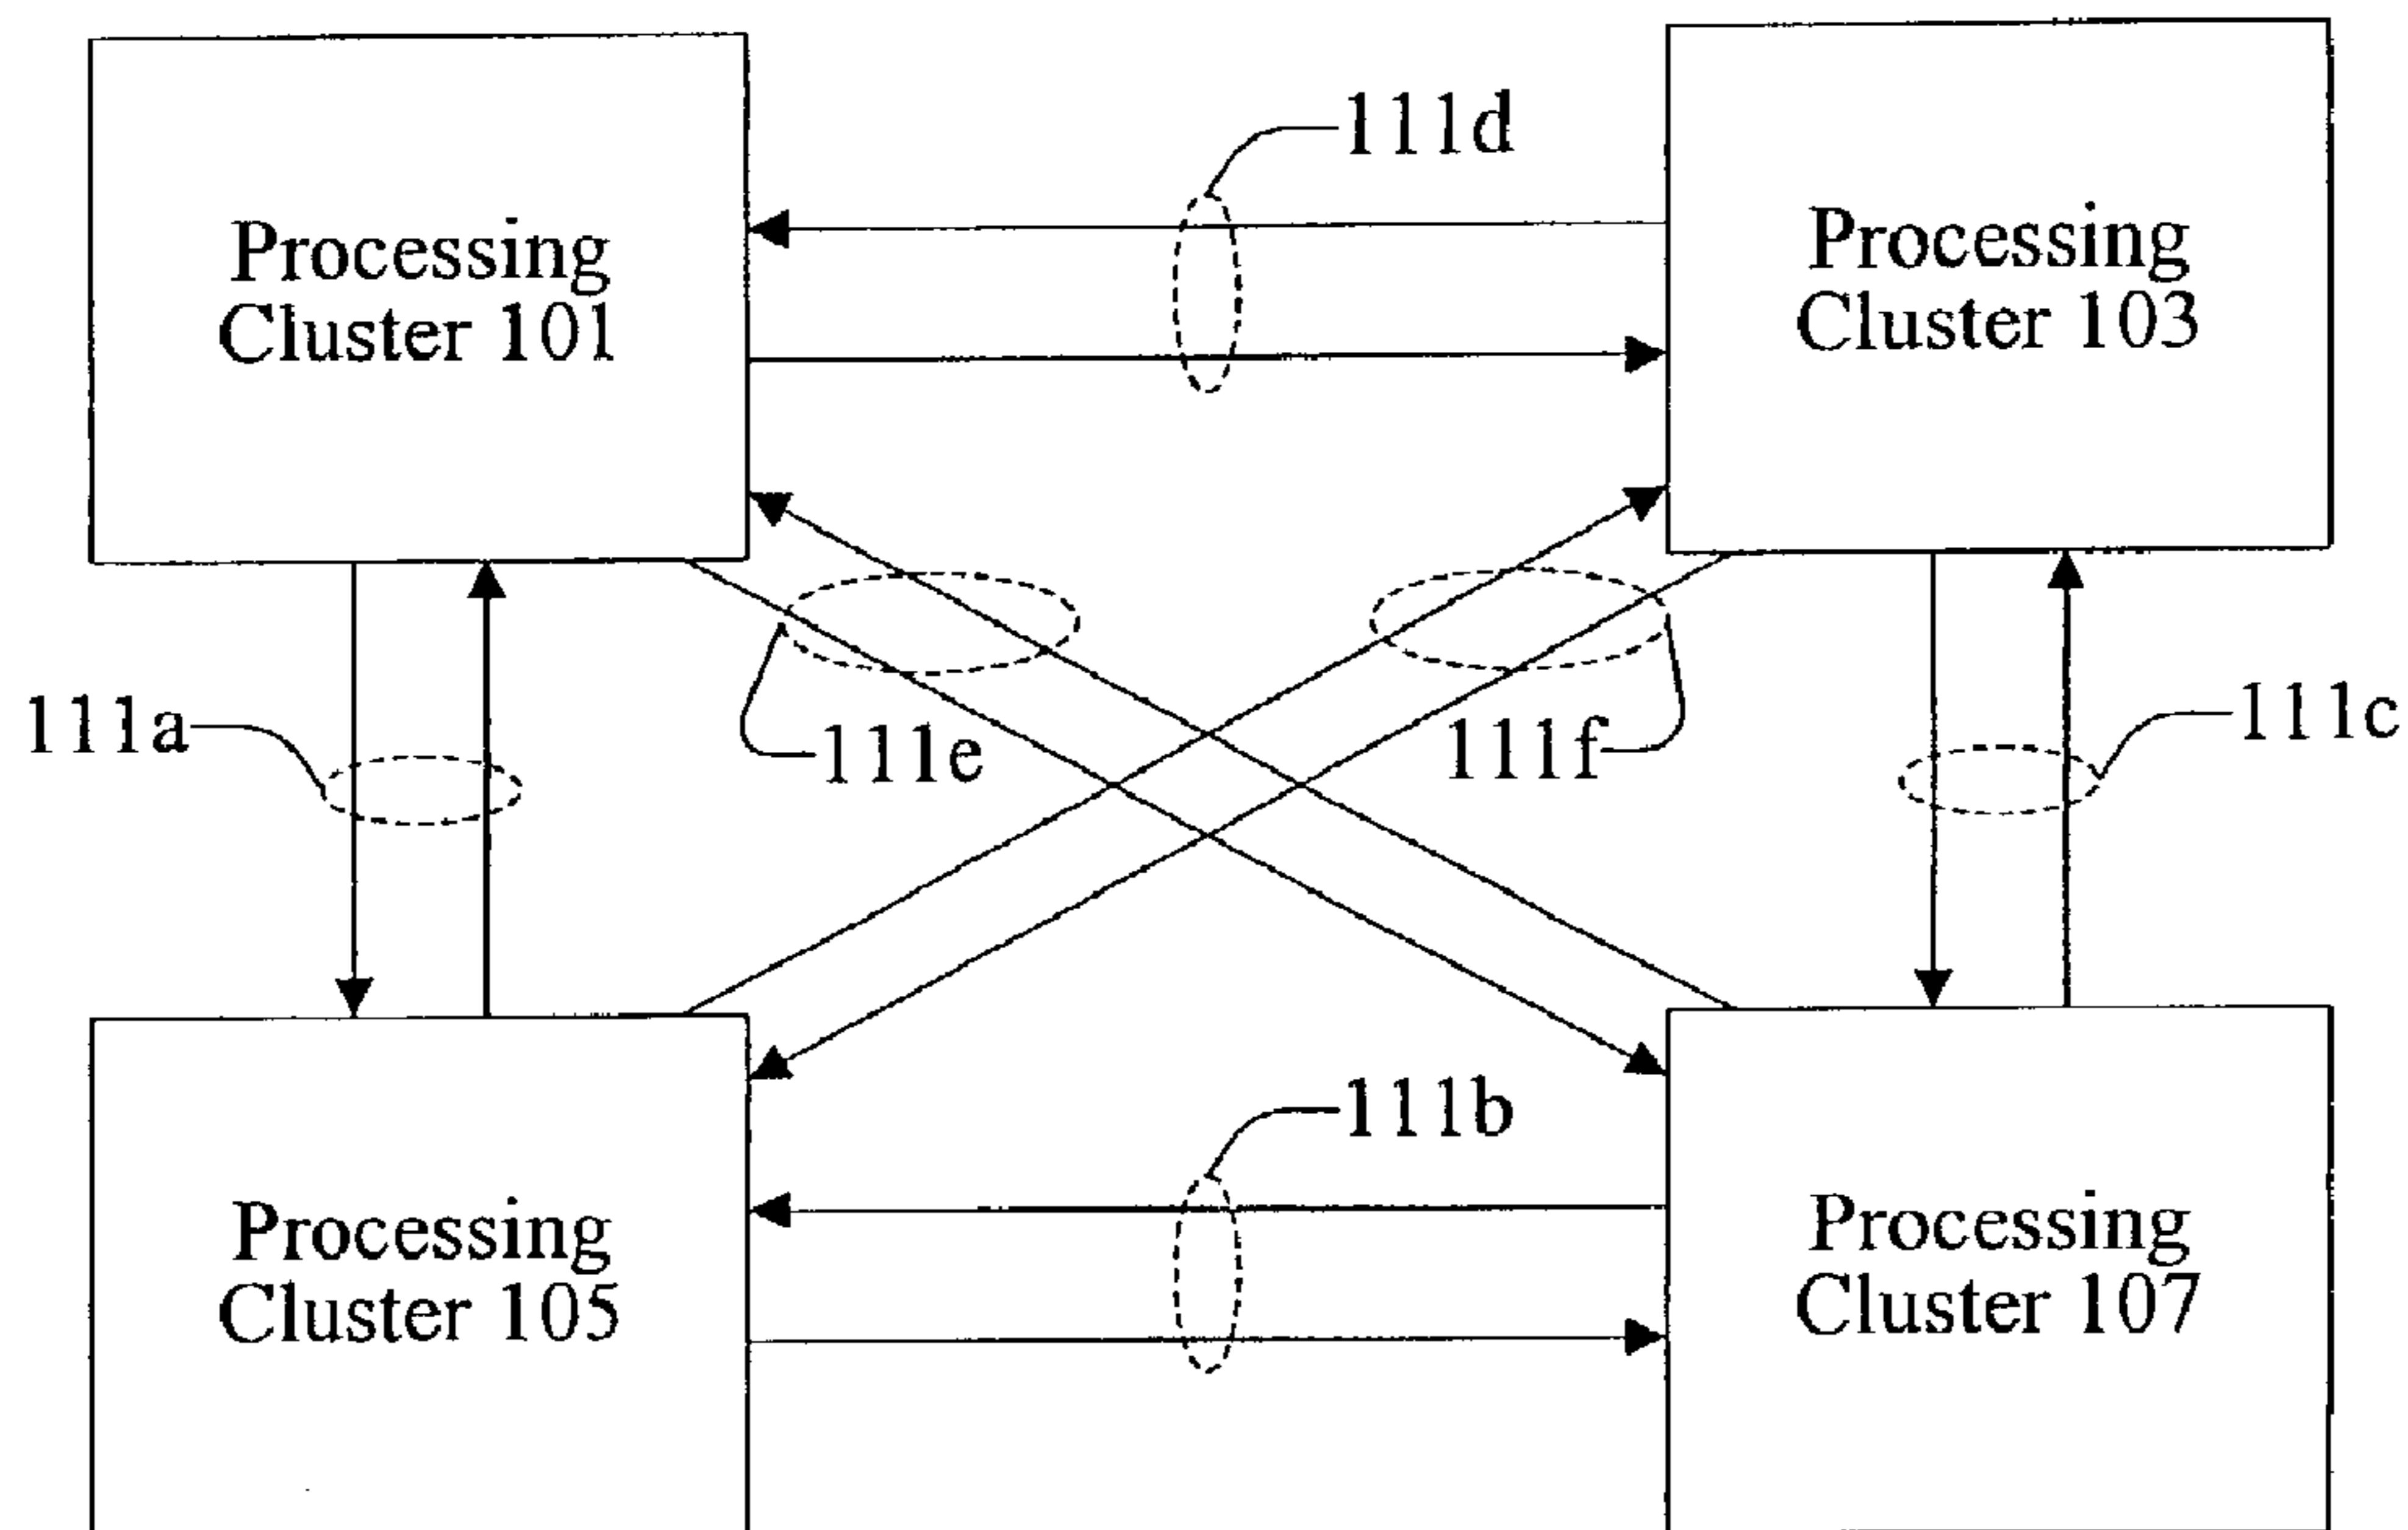 111d
Processing
Cluster 101
Processing
Cluster 103
111a
111e
111f
111c
111b
Processing
Cluster 105
Processing
Cluster 107